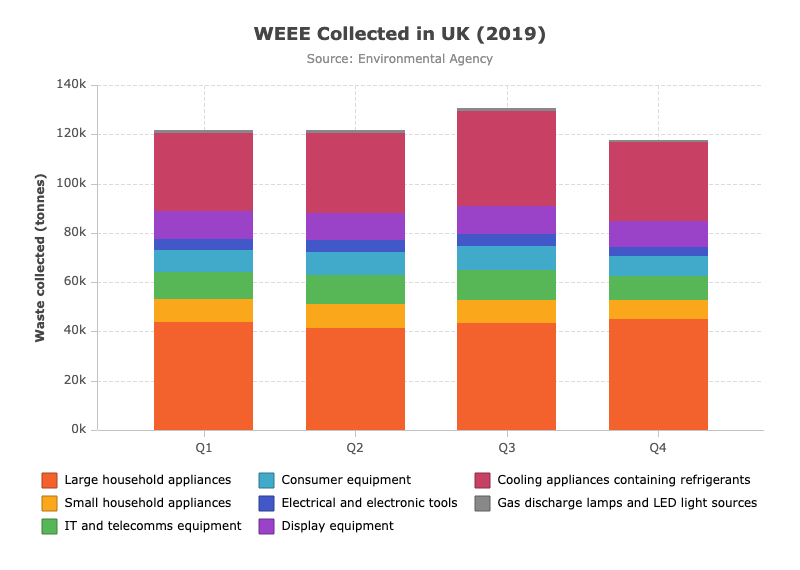 WEEE Collected in UK (2019)
Source: Environmental Agency
Waste collected (tonnes)
140k
120k
100k
80k
60k
40k
20k
0k
Q1 Q2 Q3 Q4
Large household appliances
Small household appliances
IT and telecomms equipment
Consumer equipment
Electrical and electronic tools
Display equipment
Cooling appliances containing refrigerants
Gas discharge lamps and LED light sources